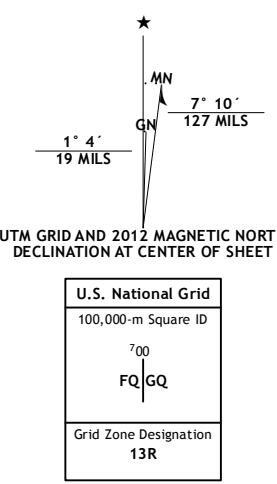 ★
MN
GN
7° 10´
127 MILS
1° 4´
19 MILS
UTM GRID AND 2012 MAGNETIC NORT
DECLINATION AT CENTER OF SHEET
U.S. National Grid
100,000-m Square ID
⁷00
FQ GQ
Grid Zone Designation
13R